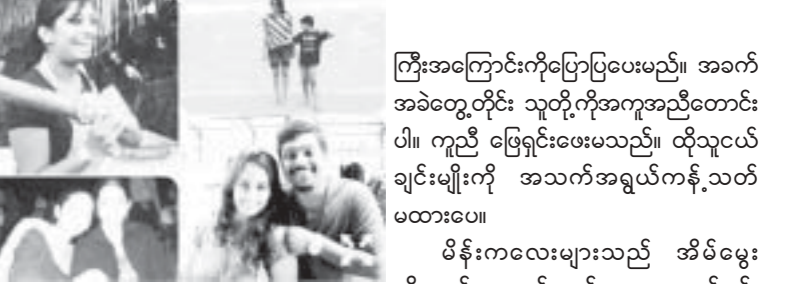 ကြီးအကြောင်းကိုပြောပြပေးမည်။ အခက်
အခဲတွေ့တိုင်း သူတို့ကိုအကူအညီတောင်း
ပါ။ ကူညီ ဖြေရှင်းဖေးမသည်။ ထိုသူငယ်
ချင်းမျိုးကို အသက်အရွယ်ကန့်သတ်
မထားပေ။
မိန်းကလေးများသည် အိမ်မွေး